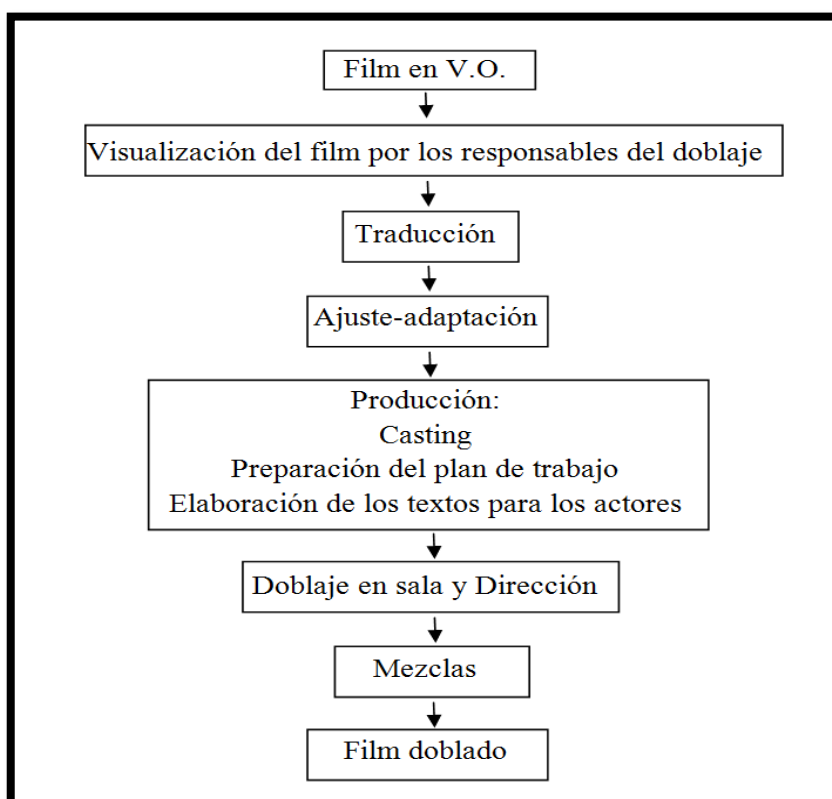 Film en V.O.
Visualización del film por los responsables del doblaje
Traducción
Ajuste-adaptación
Producción:
Casting
Preparación del plan de trabajo
Elaboración de los textos para los actores
Doblaje en sala y Dirección
Mezclas
Film doblado